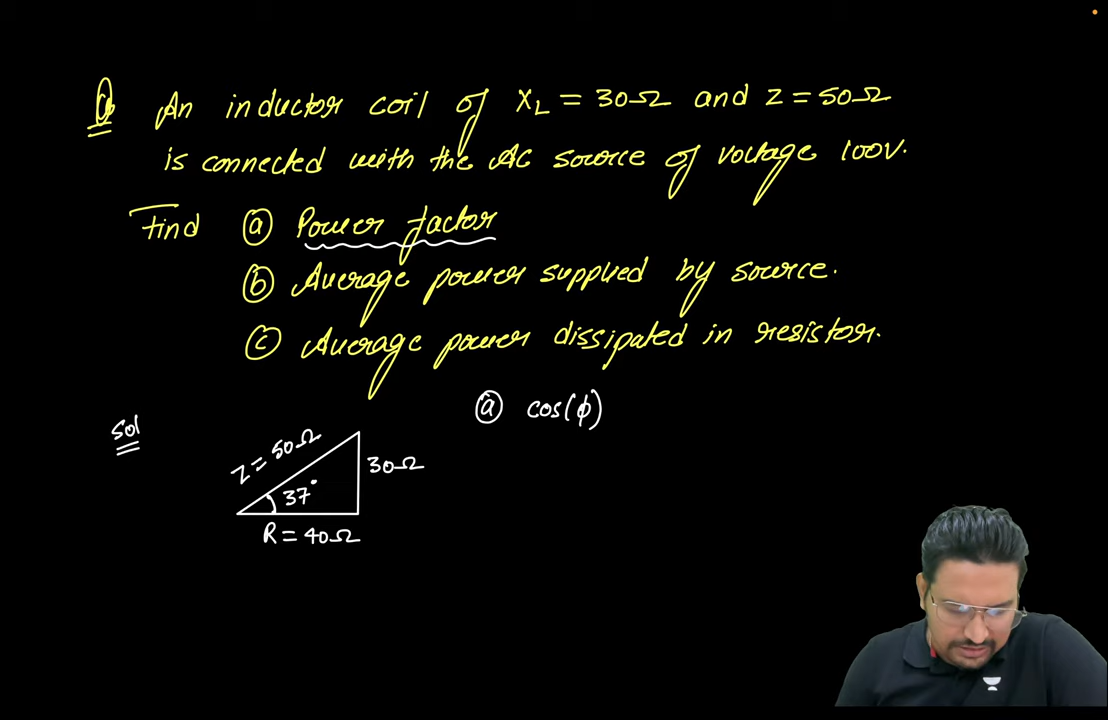 Q An inductor coil of XL = 30Ω and Z = 50Ω
is connected with the AC source of voltage 100V.
Find ⓐ Power factor
ⓑ Average power supplied by source.
ⓒ Average power dissipated in resistor.
ⓐ cos(ϕ)
Sol
Z = 50Ω
30Ω
37°
R = 40Ω